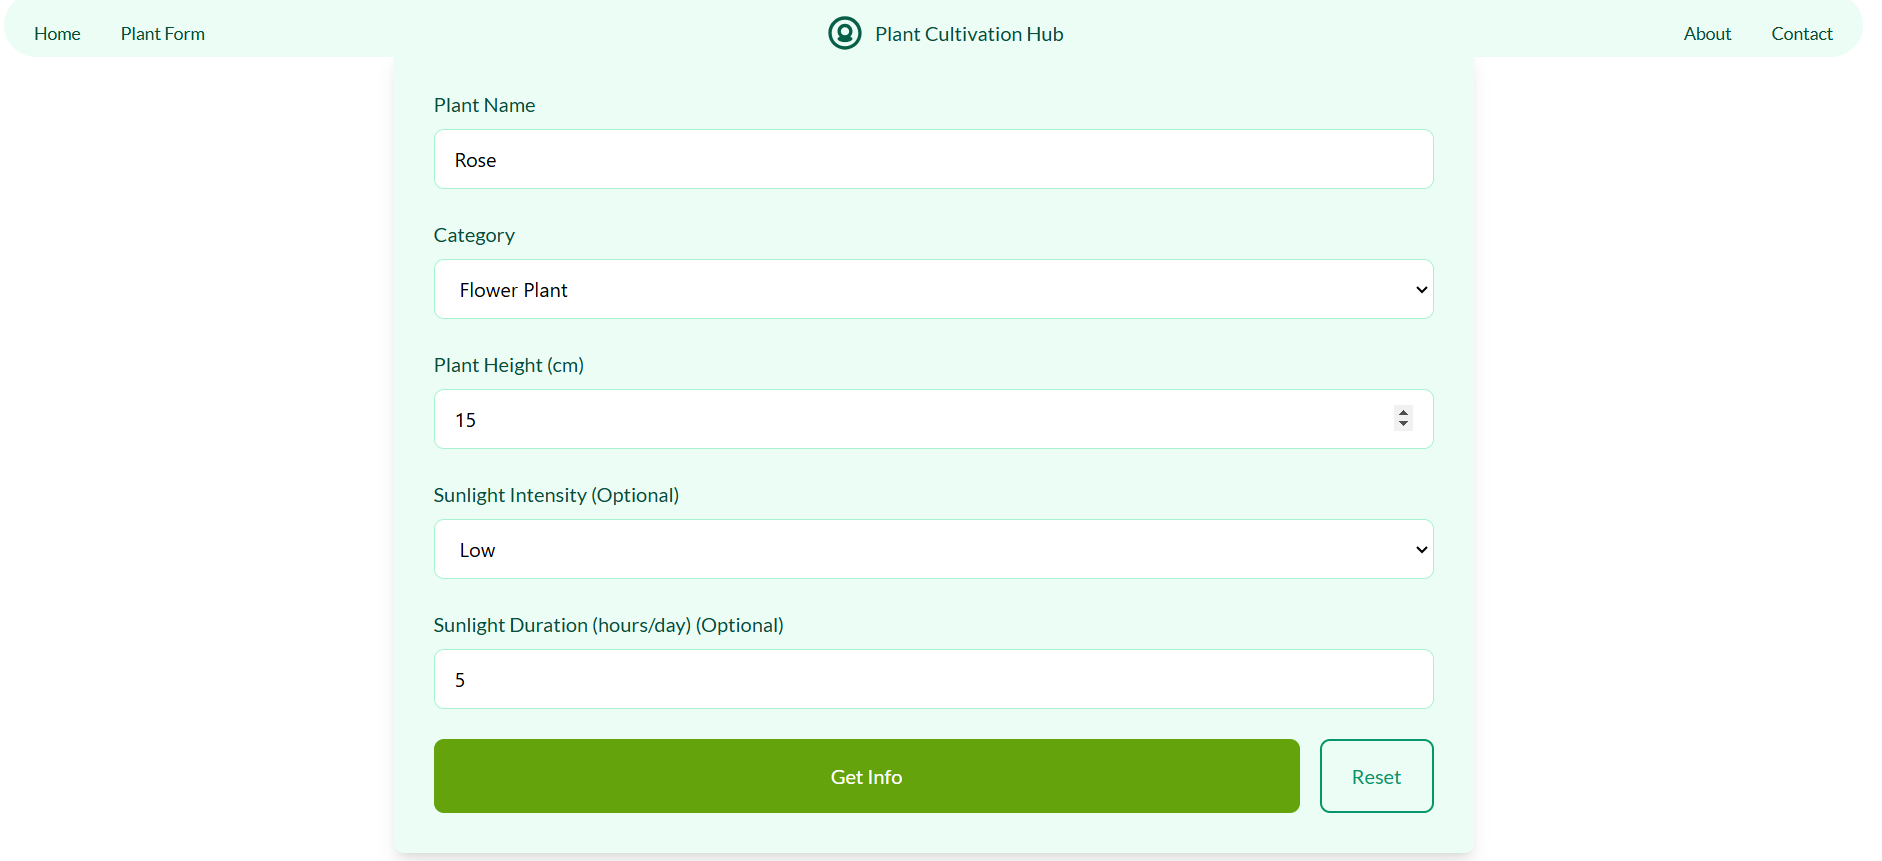 Home Plant Form Plant Cultivation Hub About Contact
Plant Name
Rose
Category
Flower Plant
Plant Height (cm)
15
Sunlight Intensity (Optional)
Low
Sunlight Duration (hours/day) (Optional)
5
Get Info Reset